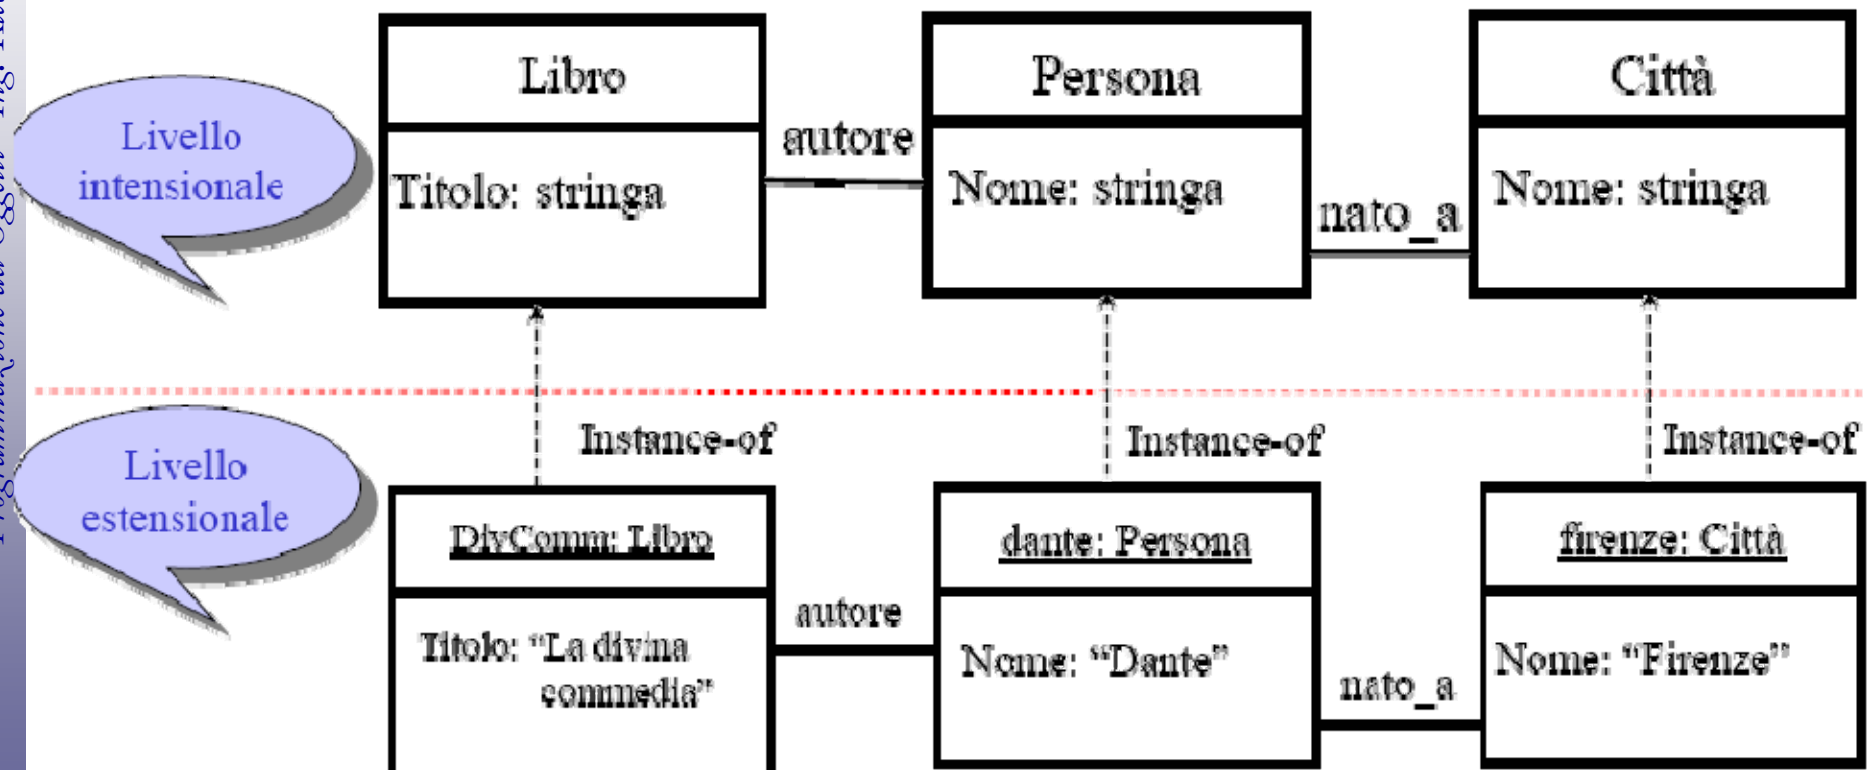 Livello
intensionale
Libro
Titolo: stringa
autore
Persona
Nome: stringa
nato_a
Città
Nome: stringa
Instance-of
Instance-of
Instance-of
Livello
estensionale
DivComm: Libro
Titolo: “La divina
commedia”
autore
dante: Persona
Nome: “Dante”
nato_a
firenze: Città
Nome: “Firenze”